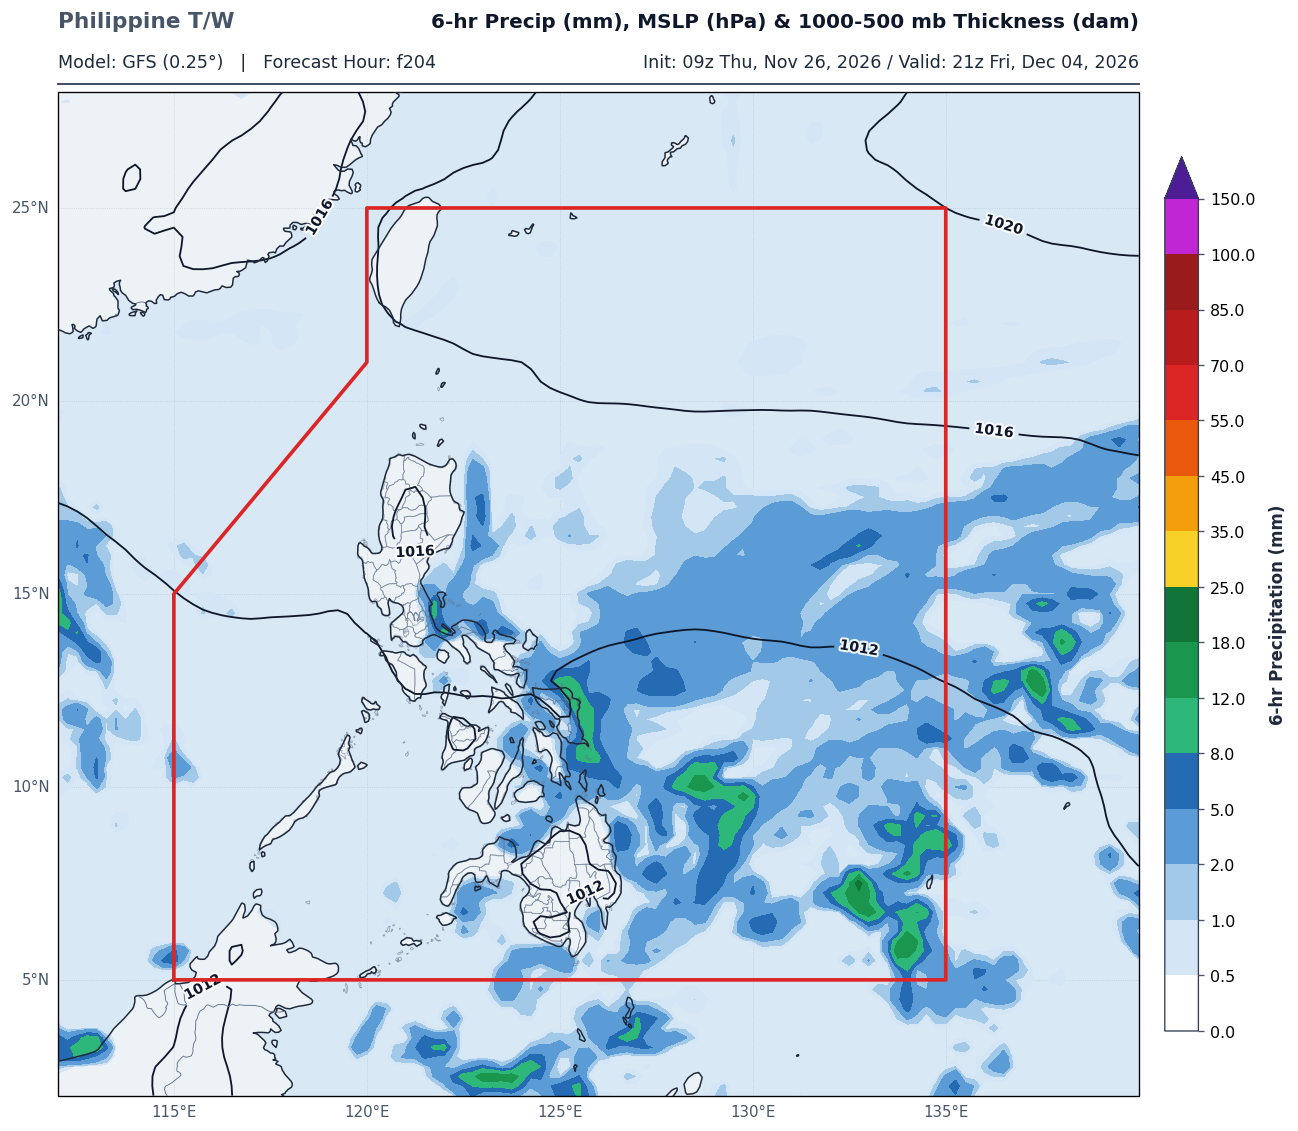 Philippine T/W
6-hr Precip (mm), MSLP (hPa) & 1000-500 mb Thickness (dam)
Model: GFS (0.25°) | Forecast Hour: f204
Init: 09z Thu, Nov 26, 2026 / Valid: 21z Fri, Dec 04, 2026
25°N
20°N
15°N
10°N
5°N
115°E
120°E
125°E
130°E
135°E
1016
1020
1016
1016
1012
1012
1012
150.0
100.0
85.0
70.0
55.0
45.0
35.0
25.0
18.0
12.0
8.0
5.0
2.0
1.0
0.5
0.0
6-hr Precipitation (mm)